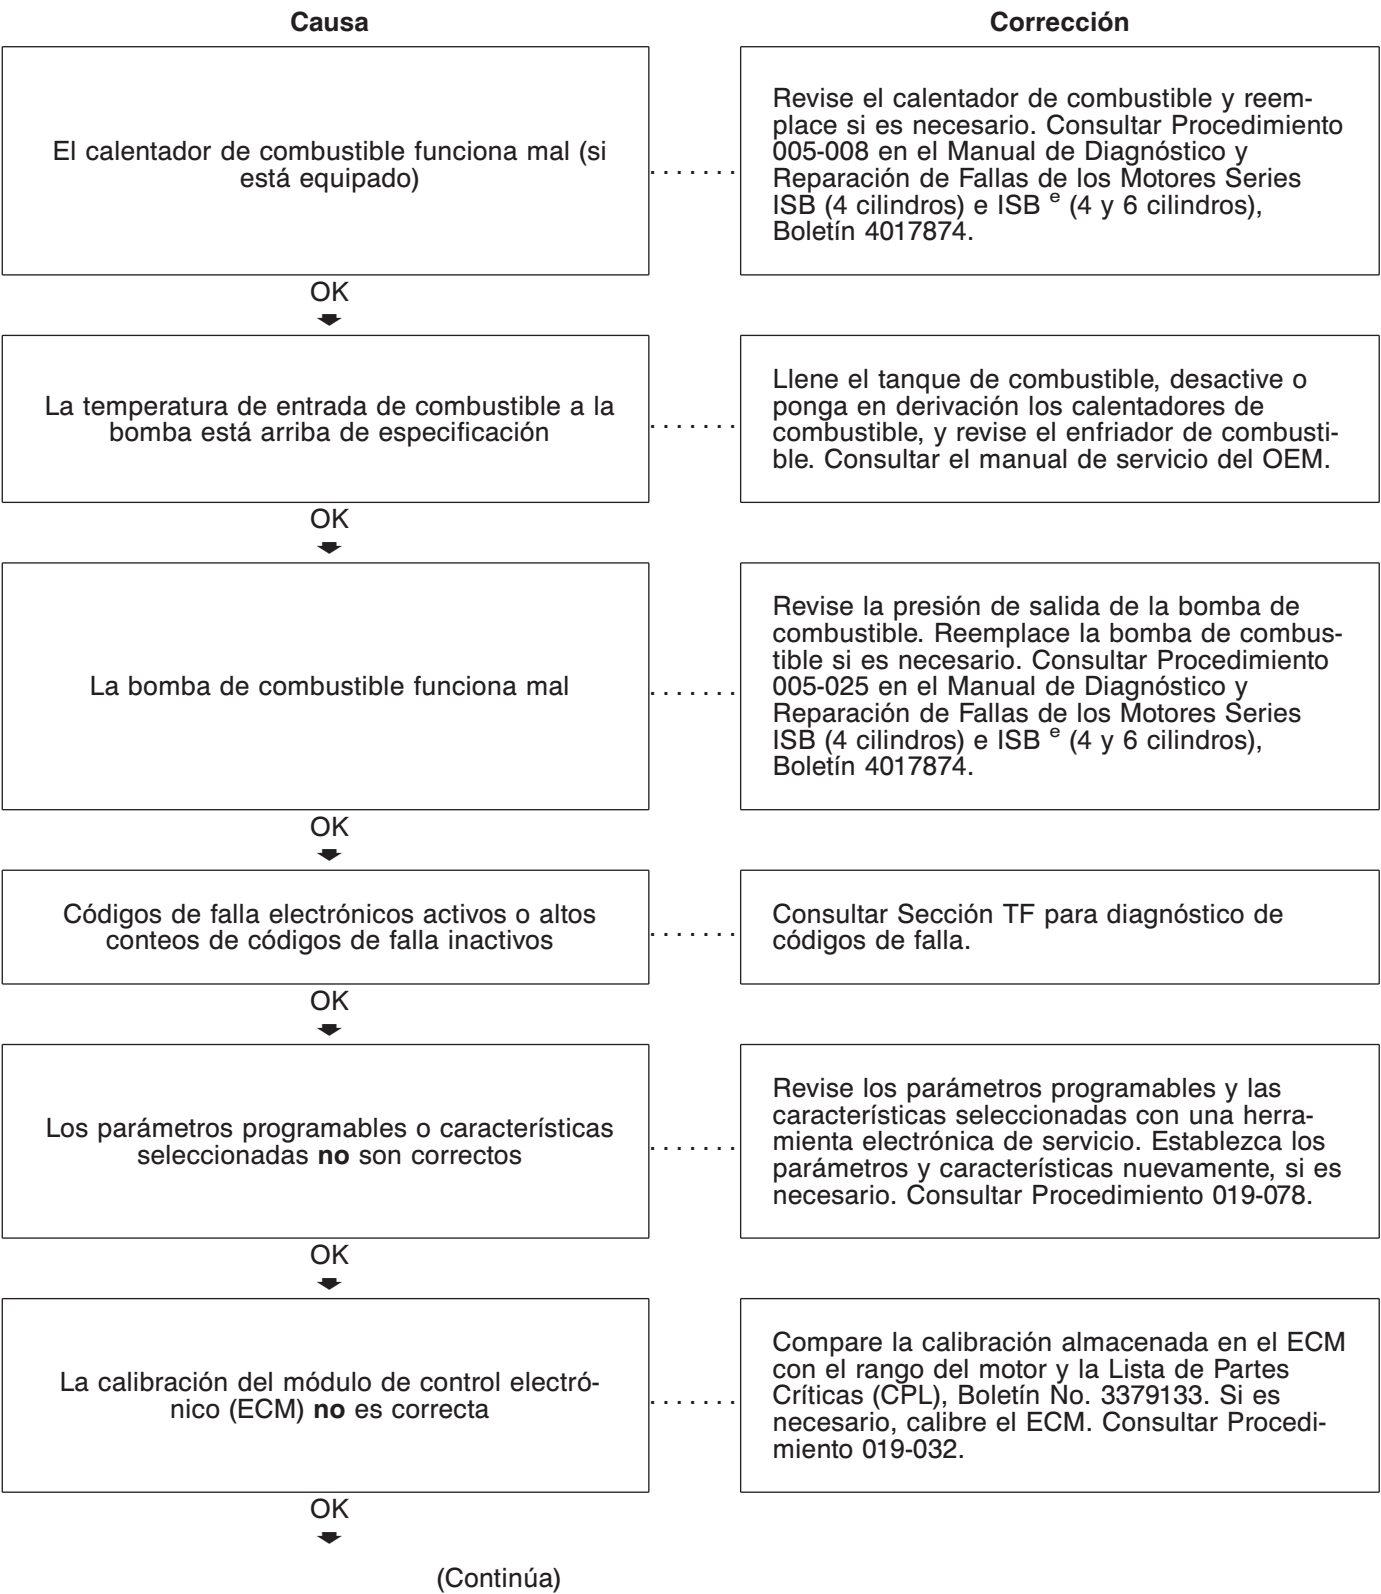 Causa
Corrección
El calentador de combustible funciona mal (si
está equipado)
. . . . . . .
Revise el calentador de combustible y reem-
place si es necesario. Consultar Procedimiento
005-008 en el Manual de Diagnóstico y
Reparación de Fallas de los Motores Series
ISB (4 cilindros) e ISB e (4 y 6 cilindros),
Boletín 4017874.
OK
La temperatura de entrada de combustible a la
bomba está arriba de especificación
. . . . . . .
Llene el tanque de combustible, desactive o
ponga en derivación los calentadores de
combustible, y revise el enfriador de combusti-
ble. Consultar el manual de servicio del OEM.
OK
La bomba de combustible funciona mal
. . . . . . .
Revise la presión de salida de la bomba de
combustible. Reemplace la bomba de combus-
tible si es necesario. Consultar Procedimiento
005-025 en el Manual de Diagnóstico y
Reparación de Fallas de los Motores Series
ISB (4 cilindros) e ISB e (4 y 6 cilindros),
Boletín 4017874.
OK
Códigos de falla electrónicos activos o altos
conteos de códigos de falla inactivos
. . . . . . .
Consultar Sección TF para diagnóstico de
códigos de falla.
OK
Los parámetros programables o características
seleccionadas no son correctos
. . . . . . .
Revise los parámetros programables y las
características seleccionadas con una herra-
mienta electrónica de servicio. Establezca los
parámetros y características nuevamente, si es
necesario. Consultar Procedimiento 019-078.
OK
La calibración del módulo de control electró-
nico (ECM) no es correcta
. . . . . . .
Compare la calibración almacenada en el ECM
con el rango del motor y la Lista de Partes
Críticas (CPL), Boletín No. 3379133. Si es
necesario, calibre el ECM. Consultar Procedi-
miento 019-032.
OK
(Continúa)